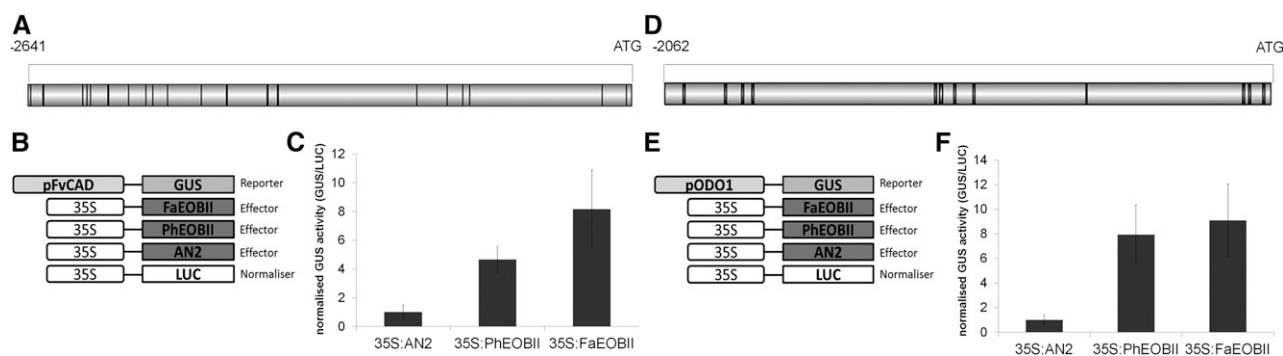 A
-2641 ATG
B
pFvCAD GUS Reporter
35S FaEOBII Effector
35S PhEOBII Effector
35S AN2 Effector
35S LUC Normaliser
C
normalised GUS activity (GUS/LUC)
12
10
8
6
4
2
0
35S:AN2 35S:PhEOBII 35S:FaEOBII
D
-2062 ATG
E
pODO1 GUS Reporter
35S FaEOBII Effector
35S PhEOBII Effector
35S AN2 Effector
35S LUC Normaliser
F
normalised GUS activity (GUS/LUC)
14
12
10
8
6
4
2
0
35S:AN2 35S:PhEOBII 35S:FaEOBII